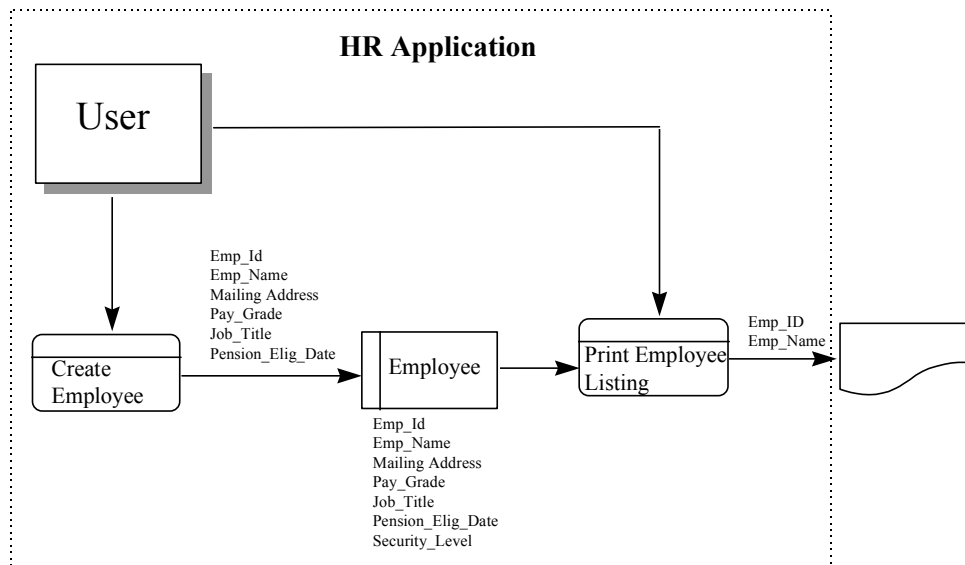 HR Application
User
Emp_Id
Emp_Name
Mailing Address
Pay_Grade
Job_Title
Pension_Elig_Date
Create
Employee
Employee
Emp_Id
Emp_Name
Mailing Address
Pay_Grade
Job_Title
Pension_Elig_Date
Security_Level
Print Employee
Listing
Emp_ID
Emp_Name